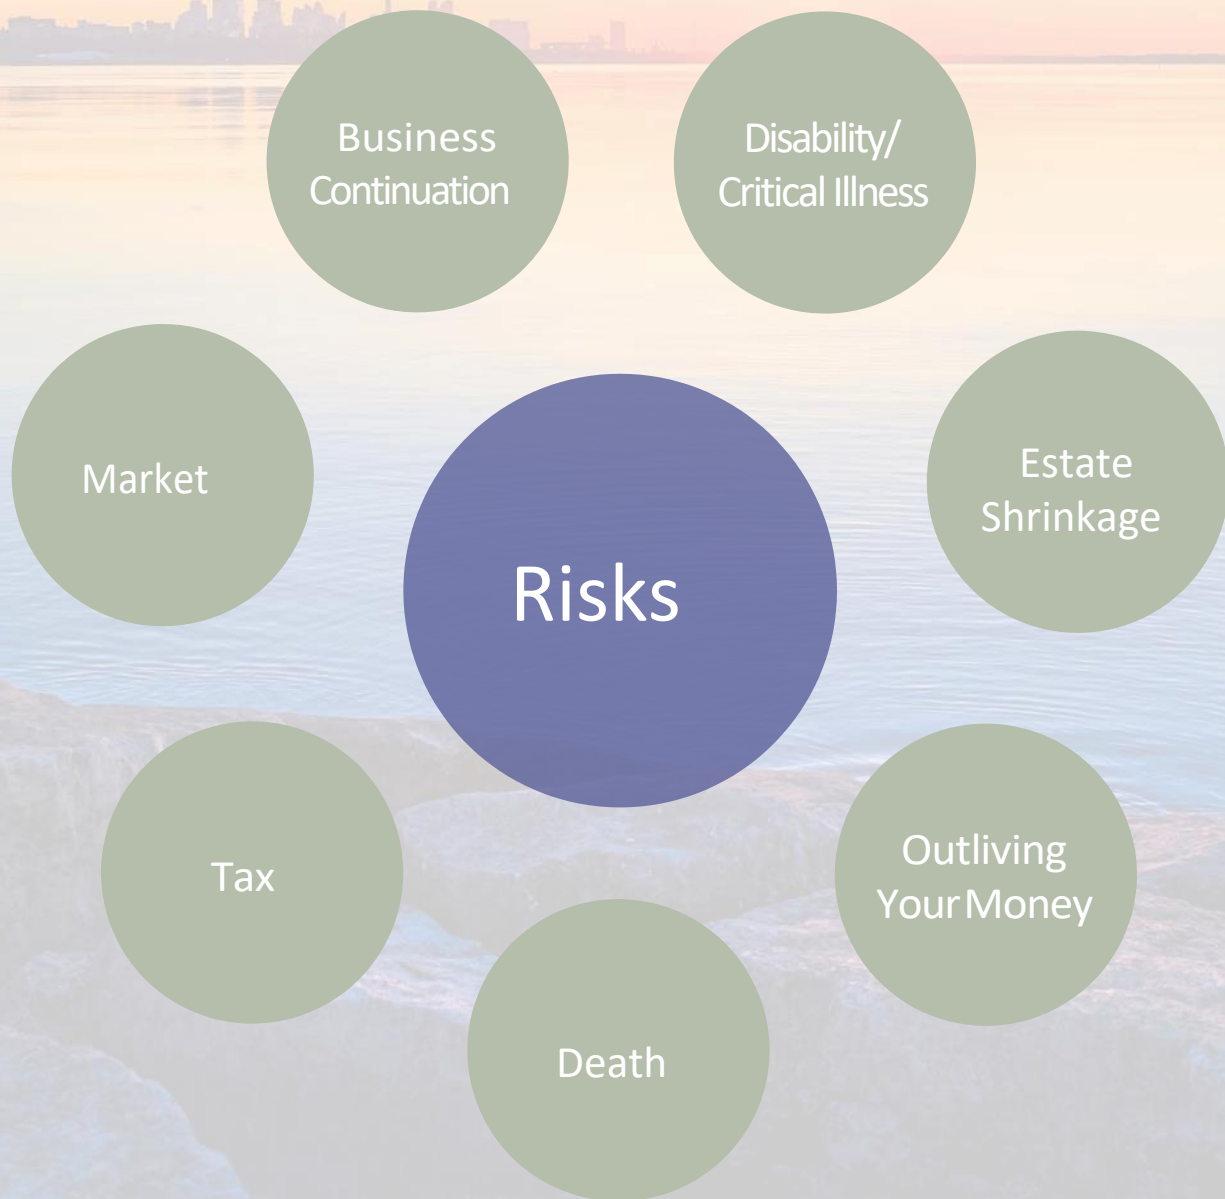 Business
Continuation
Disability/
Critical Illness
Market
Estate
Shrinkage
Risks
Tax
Outliving
Your Money
Death